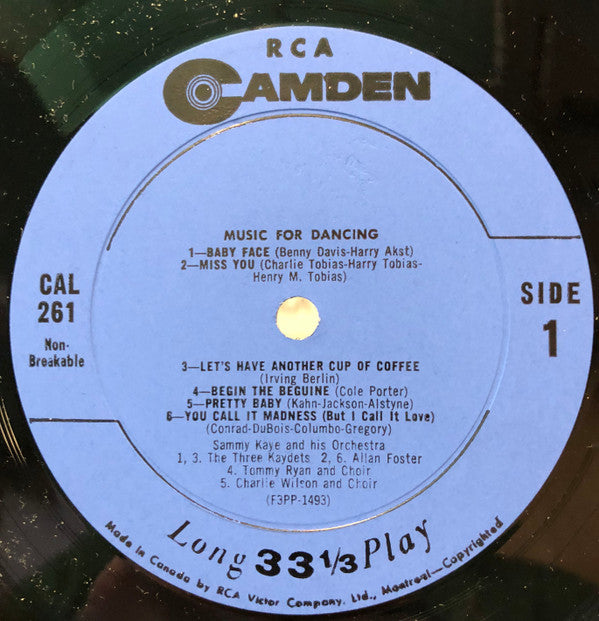 RCA
CAMDEN
MUSIC FOR DANCING
1—BABY FACE (Benny Davis-Harry Akst)
2—MISS YOU (Charlie Tobias-Harry Tobias-
Henry M. Tobias)
CAL
261
Non-
Breakable
SIDE
1
3—LET'S HAVE ANOTHER CUP OF COFFEE
(Irving Berlin)
4—BEGIN THE BEGUINE (Cole Porter)
5—PRETTY BABY (Kahn-Jackson-Alstyne)
6—YOU CALL IT MADNESS (But I Call It Love)
(Conrad-DuBois-Columbo-Gregory)
Sammy Kaye and his Orchestra
1, 3. The Three Kaydets 2, 6. Allan Foster
4. Tommy Ryan and Choir
5. Charlie Wilson and Choir
(F3PP-1493)
Long 33 1/3 Play
Made in Canada by RCA Victor Company, Ltd., Montreal—Copyrighted